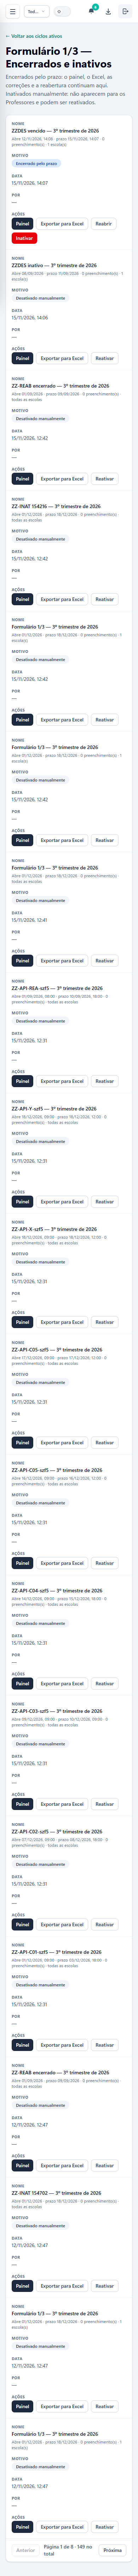 Tod...
← Voltar aos ciclos ativos
Formulário 1/3 —
Encerrados e inativos
Encerrados pelo prazo: o painel, o Excel, as
correções e a reabertura continuam aqui.
Inativados manualmente não aparecem para os
Professores e podem ser reativados.
NOME
ZZDES vencido — 3º trimestre de 2026
MOTIVO
Encerrado pelo prazo
DATA
15/11/2026, 14:07
POR
—
AÇÕES
Painel
Exportar para Excel
Reabrir
Inativar
NOME
ZZDES inativo — 3º trimestre de 2026
MOTIVO
Desativado manualmente
DATA
15/11/2026, 14:06
POR
—
AÇÕES
Painel
Exportar para Excel
Reativar
NOME
ZZ-REAB encerrado — 3º trimestre de 2026
MOTIVO
Desativado manualmente
DATA
15/11/2026, 12:42
POR
—
AÇÕES
Painel
Exportar para Excel
Reativar
NOME
ZZ-INAT 154216 — 3º trimestre de 2026
MOTIVO
Desativado manualmente
DATA
15/11/2026, 12:42
POR
—
AÇÕES
Painel
Exportar para Excel
Reativar
NOME
Formulário 1/3 — 3º trimestre de 2026
MOTIVO
Desativado manualmente
DATA
15/11/2026, 12:42
POR
—
AÇÕES
Painel
Exportar para Excel
Reativar
NOME
Formulário 1/3 — 3º trimestre de 2026
MOTIVO
Desativado manualmente
DATA
15/11/2026, 12:42
POR
—
AÇÕES
Painel
Exportar para Excel
Reativar
NOME
Formulário 1/3 — 3º trimestre de 2026
MOTIVO
Desativado manualmente
DATA
15/11/2026, 12:41
POR
—
AÇÕES
Painel
Exportar para Excel
Reativar
NOME
ZZ-API-REA-szf5 — 3º trimestre de 2026
MOTIVO
Desativado manualmente
DATA
15/11/2026, 12:31
POR
—
AÇÕES
Painel
Exportar para Excel
Reativar
NOME
ZZ-API-Y-szf5 — 3º trimestre de 2026
MOTIVO
Desativado manualmente
DATA
15/11/2026, 12:31
POR
—
AÇÕES
Painel
Exportar para Excel
Reativar
NOME
ZZ-API-X-szf5 — 3º trimestre de 2026
MOTIVO
Desativado manualmente
DATA
15/11/2026, 12:31
POR
—
AÇÕES
Painel
Exportar para Excel
Reativar
NOME
ZZ-API-C05-szf5 — 3º trimestre de 2026
MOTIVO
Desativado manualmente
DATA
15/11/2026, 12:31
POR
—
AÇÕES
Painel
Exportar para Excel
Reativar
NOME
ZZ-API-C05-szf5 — 3º trimestre de 2026
MOTIVO
Desativado manualmente
DATA
15/11/2026, 12:31
POR
—
AÇÕES
Painel
Exportar para Excel
Reativar
NOME
ZZ-API-C04-szf5 — 3º trimestre de 2026
MOTIVO
Desativado manualmente
DATA
15/11/2026, 12:31
POR
—
AÇÕES
Painel
Exportar para Excel
Reativar
NOME
ZZ-API-C03-szf5 — 3º trimestre de 2026
MOTIVO
Desativado manualmente
DATA
15/11/2026, 12:31
POR
—
AÇÕES
Painel
Exportar para Excel
Reativar
NOME
ZZ-API-C02-szf5 — 3º trimestre de 2026
MOTIVO
Desativado manualmente
DATA
15/11/2026, 12:31
POR
—
AÇÕES
Painel
Exportar para Excel
Reativar
NOME
ZZ-API-C01-szf5 — 3º trimestre de 2026
MOTIVO
Desativado manualmente
DATA
15/11/2026, 12:31
POR
—
AÇÕES
Painel
Exportar para Excel
Reativar
NOME
ZZ-REAB encerrado — 3º trimestre de 2026
MOTIVO
Desativado manualmente
DATA
12/11/2026, 12:47
POR
—
AÇÕES
Painel
Exportar para Excel
Reativar
NOME
ZZ-INAT 154702 — 3º trimestre de 2026
MOTIVO
Desativado manualmente
DATA
12/11/2026, 12:47
POR
—
AÇÕES
Painel
Exportar para Excel
Reativar
NOME
Formulário 1/3 — 3º trimestre de 2026
MOTIVO
Desativado manualmente
DATA
12/11/2026, 12:47
POR
—
AÇÕES
Painel
Exportar para Excel
Reativar
NOME
Formulário 1/3 — 3º trimestre de 2026
MOTIVO
Desativado manualmente
DATA
12/11/2026, 12:47
POR
—
AÇÕES
Painel
Exportar para Excel
Reativar
Anterior
Página 1 de 8 · 149 no
total
Próxima